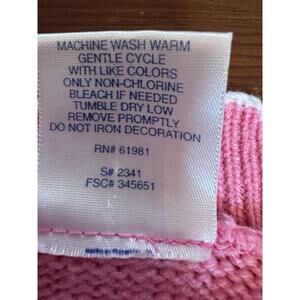 MACHINE WASH WARM
GENTLE CYCLE
WITH LIKE COLORS
ONLY NON-CHLORINE
BLEACH IF NEEDED
TUMBLE DRY LOW
REMOVE PROMPTLY
DO NOT IRON DECORATION
RN# 61981
S# 2341
FSC# 345651